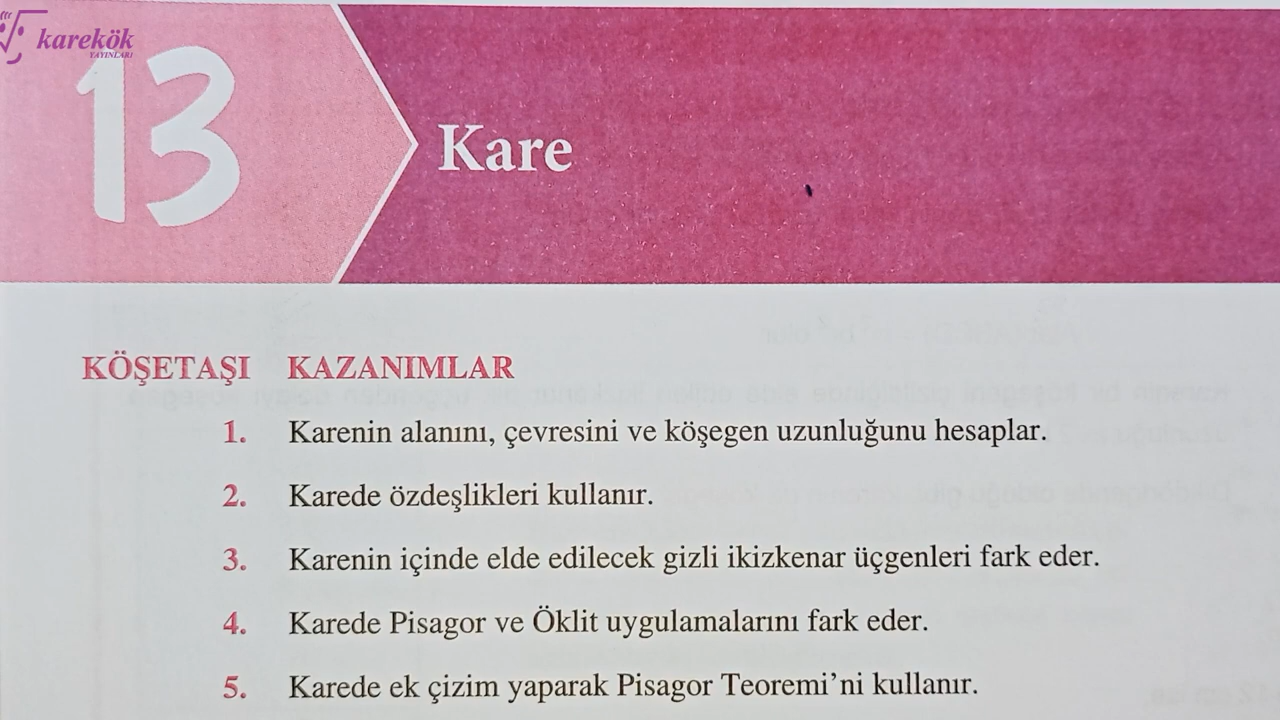 karekök
YAYINLARI
13
Kare
KÖŞETAŞI KAZANIMLAR
1. Karenin alanını, çevresini ve köşegen uzunluğunu hesaplar.
2. Karede özdeşlikleri kullanır.
3. Karenin içinde elde edilecek gizli ikizkenar üçgenleri fark eder.
4. Karede Pisagor ve Öklit uygulamalarını fark eder.
5. Karede ek çizim yaparak Pisagor Teoremi'ni kullanır.